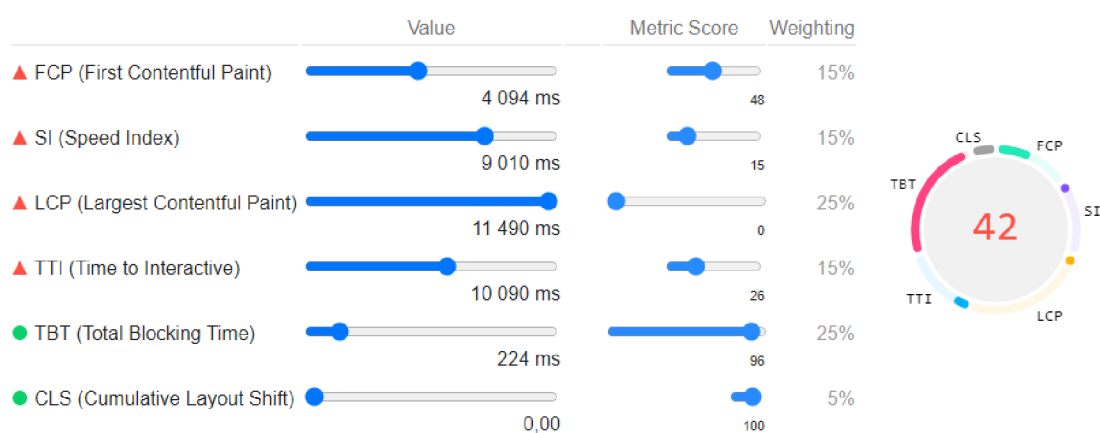 Value Metric Score Weighting
FCP (First Contentful Paint) 15%
4 094 ms 48
SI (Speed Index) 15%
9 010 ms 15
LCP (Largest Contentful Paint) 25%
11 490 ms 0
TTI (Time to Interactive) 15%
10 090 ms 26
TBT (Total Blocking Time) 25%
224 ms 96
CLS (Cumulative Layout Shift) 5%
0,00 100
CLS
FCP
TBT
SI
42
TTI
LCP